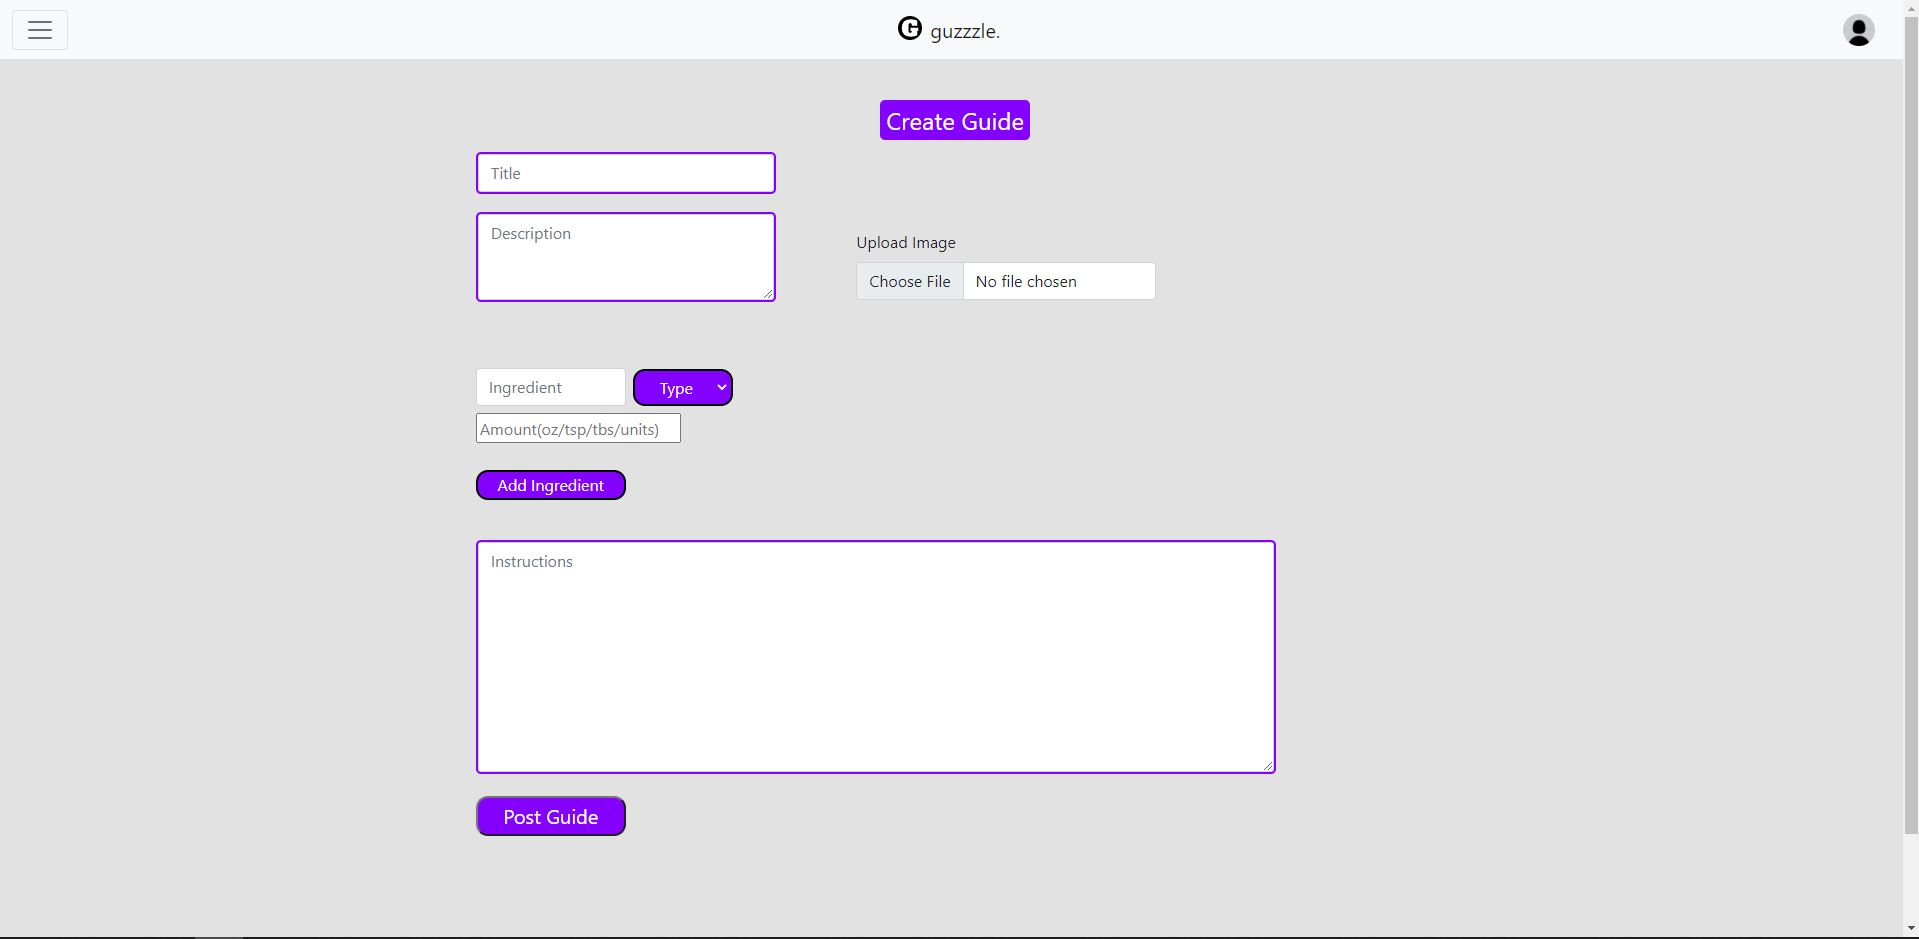 guzzzle.
Create Guide
Title
Description
Upload Image
Choose File No file chosen
Ingredient Type
Amount(oz/tsp/tbs/units)
Add Ingredient
Instructions
Post Guide